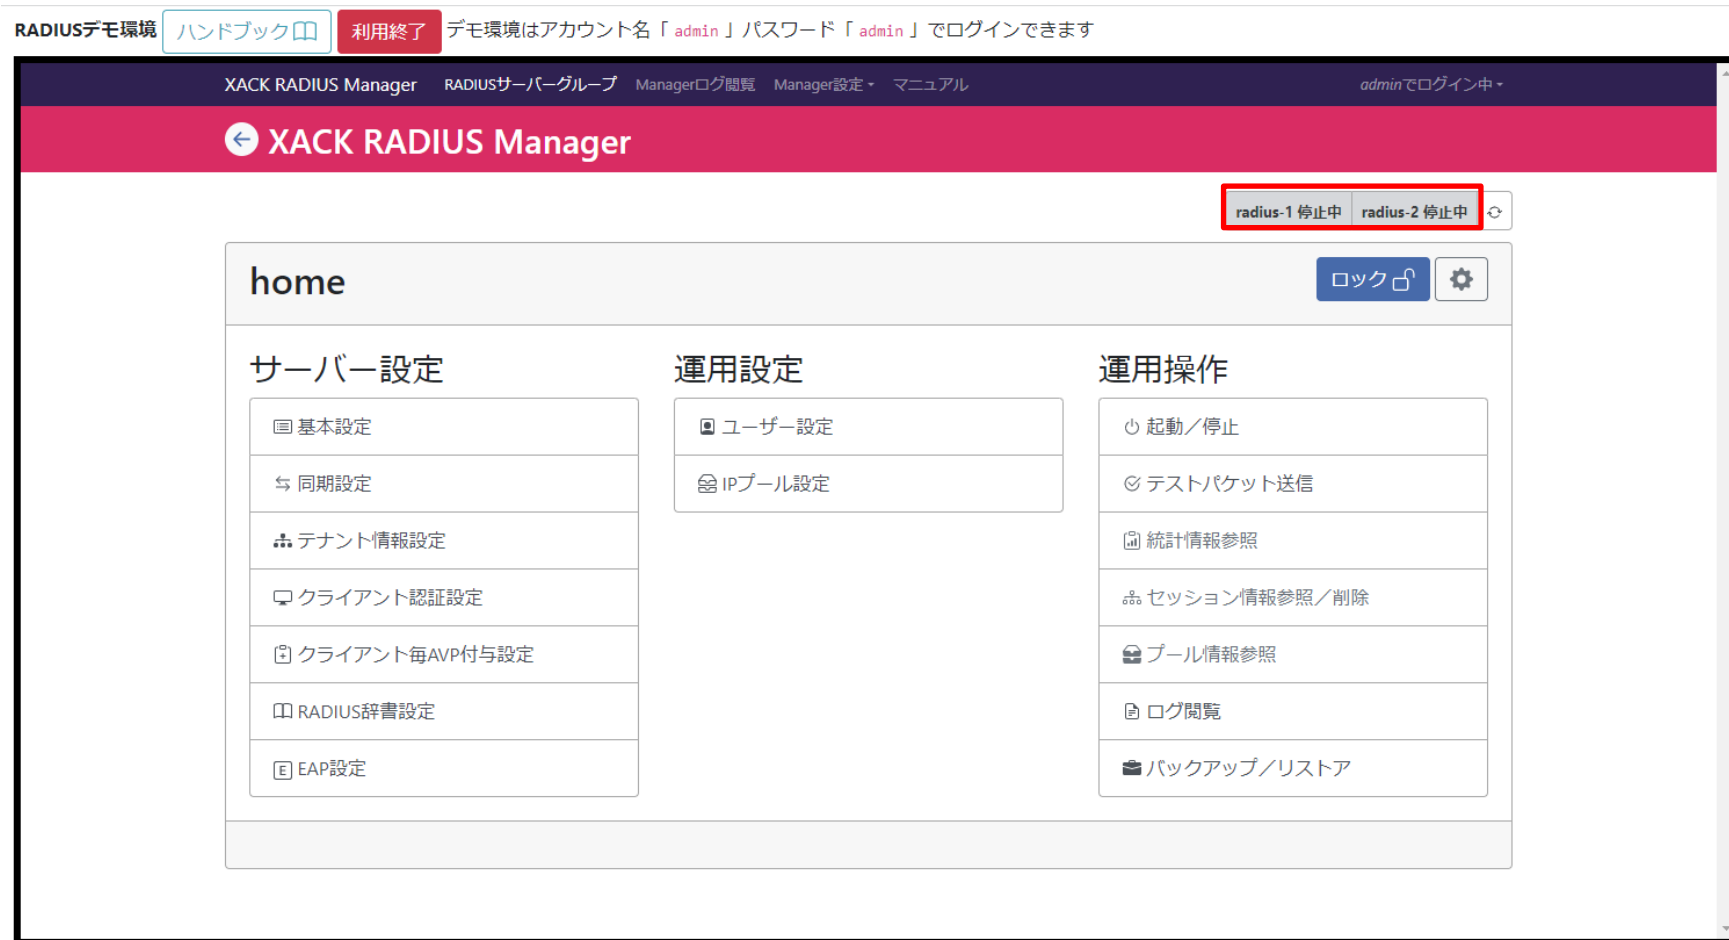 RADIUSデモ環境 ハンドブック 利用終了 デモ環境はアカウント名「 admin 」パスワード「 admin 」でログインできます
XACK RADIUS Manager RADIUSサーバーグループ Managerログ閲覧 Manager設定 マニュアル adminでログイン中
XACK RADIUS Manager
radius-1 停止中 radius-2 停止中
home ロック
サーバー設定
基本設定
同期設定
テナント情報設定
クライアント認証設定
クライアント毎AVP付与設定
RADIUS辞書設定
E EAP設定
運用設定
ユーザー設定
IPプール設定
運用操作
起動／停止
テストパケット送信
統計情報参照
セッション情報参照／削除
プール情報参照
ログ閲覧
バックアップ／リストア